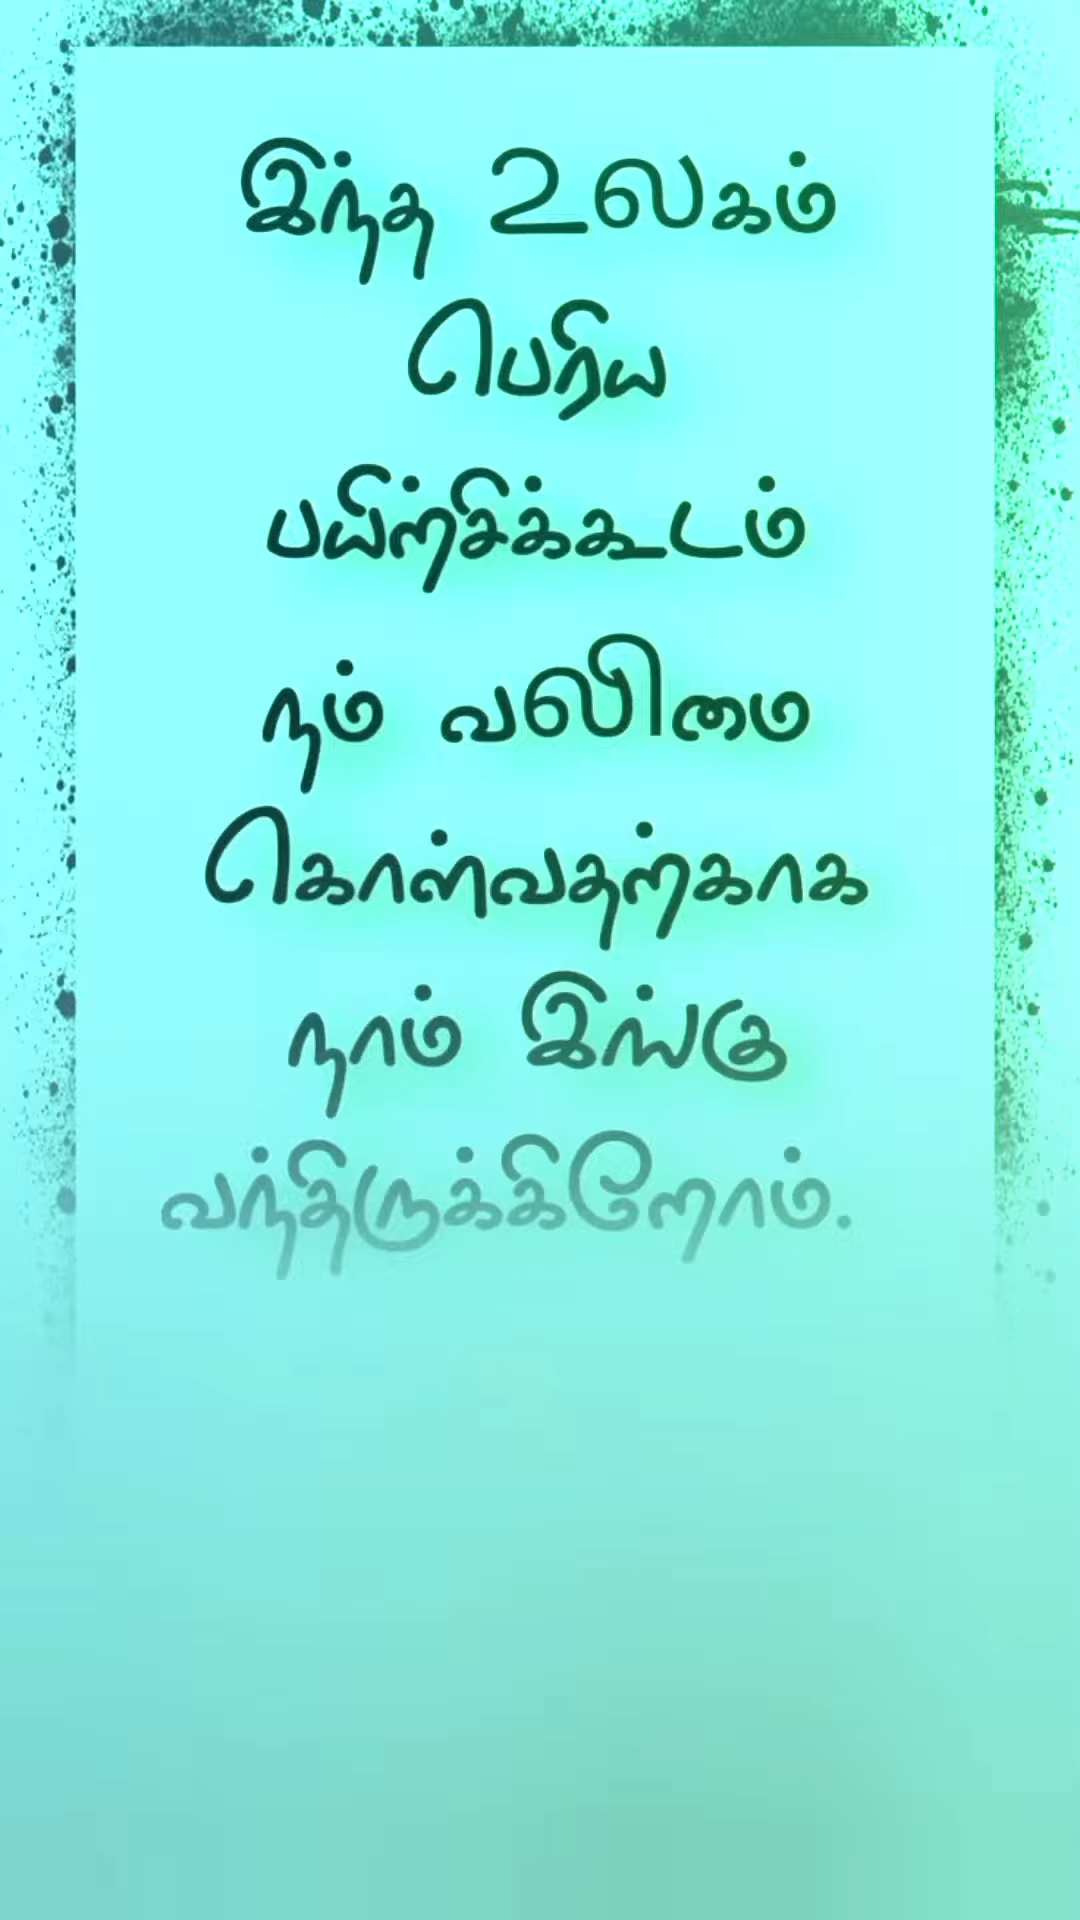 இந்த உலகம்
பெரிய
பயிற்சிக்கூடம்
நம் வலிமை
கொள்வதற்காக
நாம் இங்கு
வந்திருக்கிறோம்.